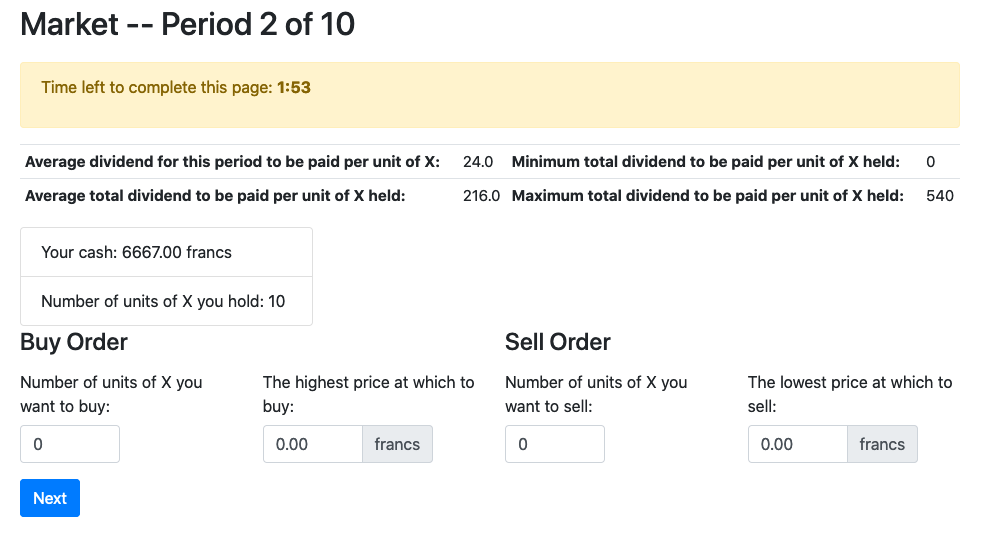 Market -- Period 2 of 10
Time left to complete this page: 1:53
Average dividend for this period to be paid per unit of X: 24.0 Minimum total dividend to be paid per unit of X held: 0
Average total dividend to be paid per unit of X held: 216.0 Maximum total dividend to be paid per unit of X held: 540
Your cash: 6667.00 francs
Number of units of X you hold: 10
Buy Order
Number of units of X you
want to buy:
0
The highest price at which to
buy:
0.00 francs
Sell Order
Number of units of X you
want to sell:
0
The lowest price at which to
sell:
0.00 francs
Next